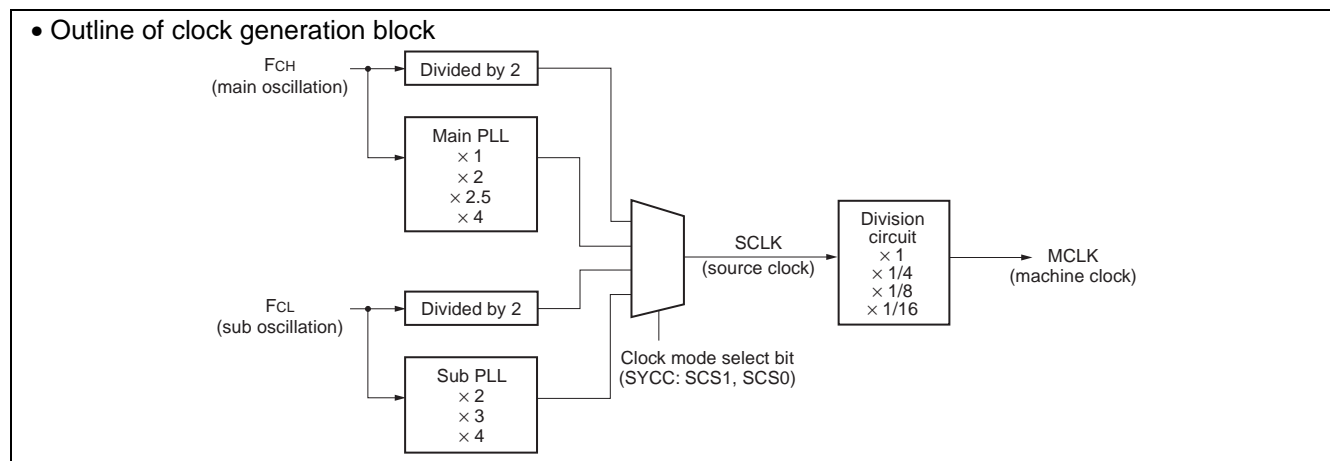 • Outline of clock generation block
FCH
(main oscillation)
Divided by 2
Main PLL
× 1
× 2
× 2.5
× 4
FCL
(sub oscillation)
Divided by 2
Sub PLL
× 2
× 3
× 4
Clock mode select bit
(SYCC: SCS1, SCS0)
SCLK
(source clock)
Division
circuit
× 1
× 1/4
× 1/8
× 1/16
MCLK
(machine clock)